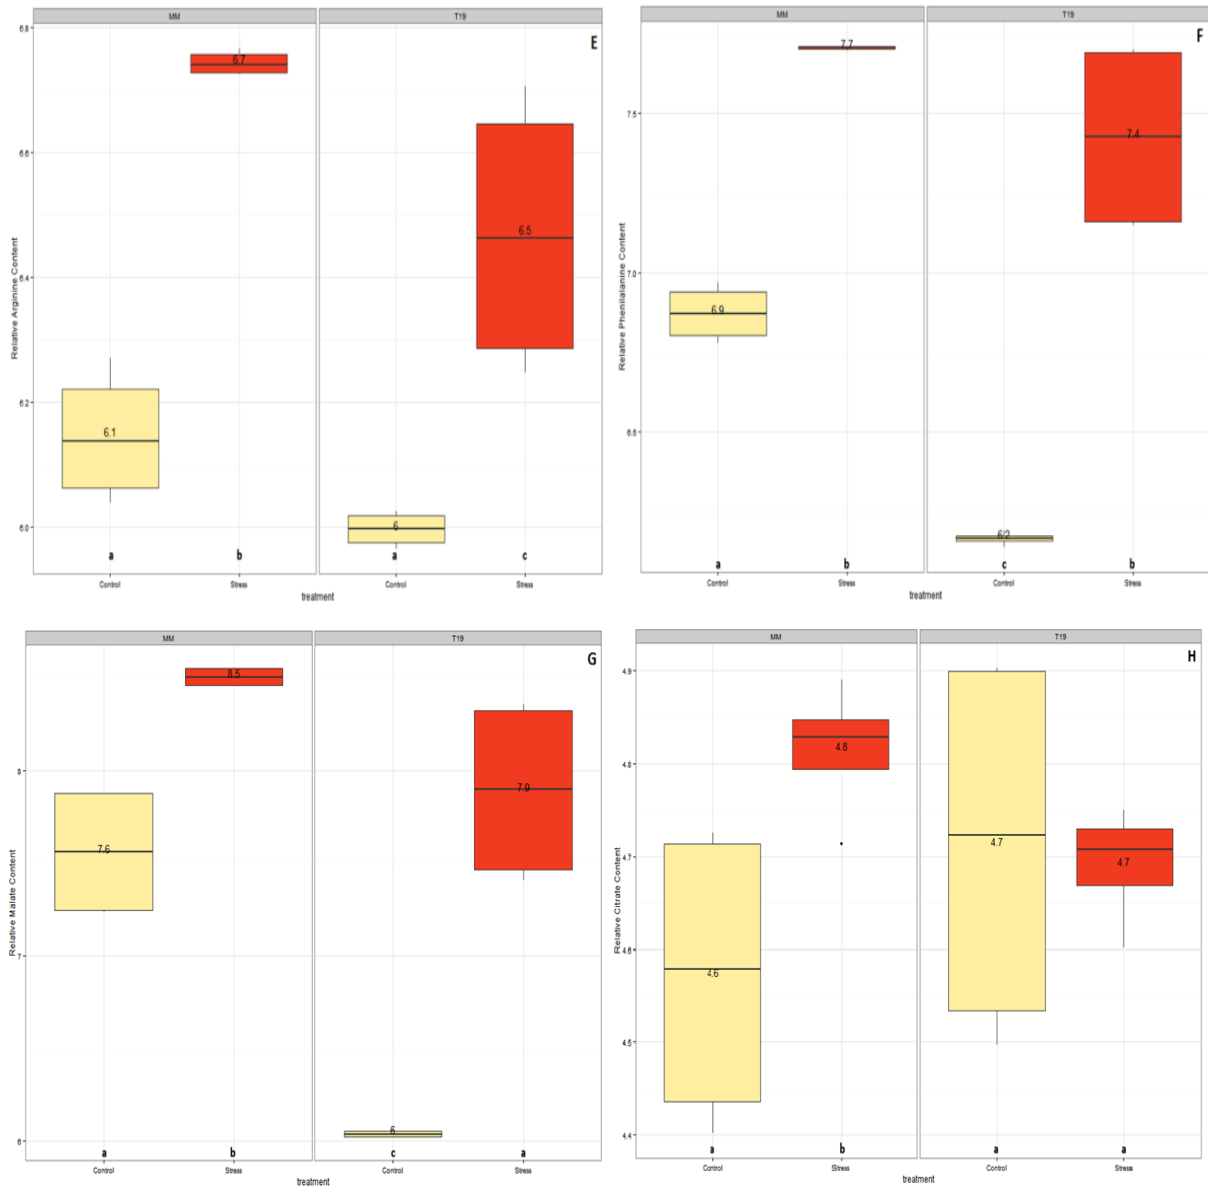 MM T19
E
Relative Arginine Content
6.8
6.6
6.4
6.2
6.0
6.7
6.5
6.1
6
a b a c
Control Stress Control Stress
treatment
MM T19
F
Relative Phenilalanine Content
7.5
7.0
6.5
7.7
7.4
6.9
6.2
a b c b
Control Stress Control Stress
treatment
MM T19
G
Relative Malate Content
8
7
6
8.5
7.9
7.6
6
a b c a
Control Stress Control Stress
treatment
MM T19
H
Relative Citrate Content
4.9
4.8
4.7
4.6
4.5
4.4
4.8
4.7
4.7
4.6
a b a a
Control Stress Control Stress
treatment